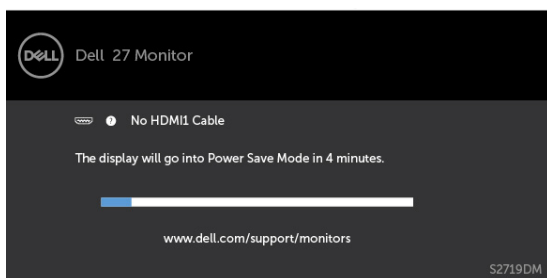 DELL
Dell 27 Monitor
? No HDMI1 Cable
The display will go into Power Save Mode in 4 minutes.
www.dell.com/support/monitors
S2719DM